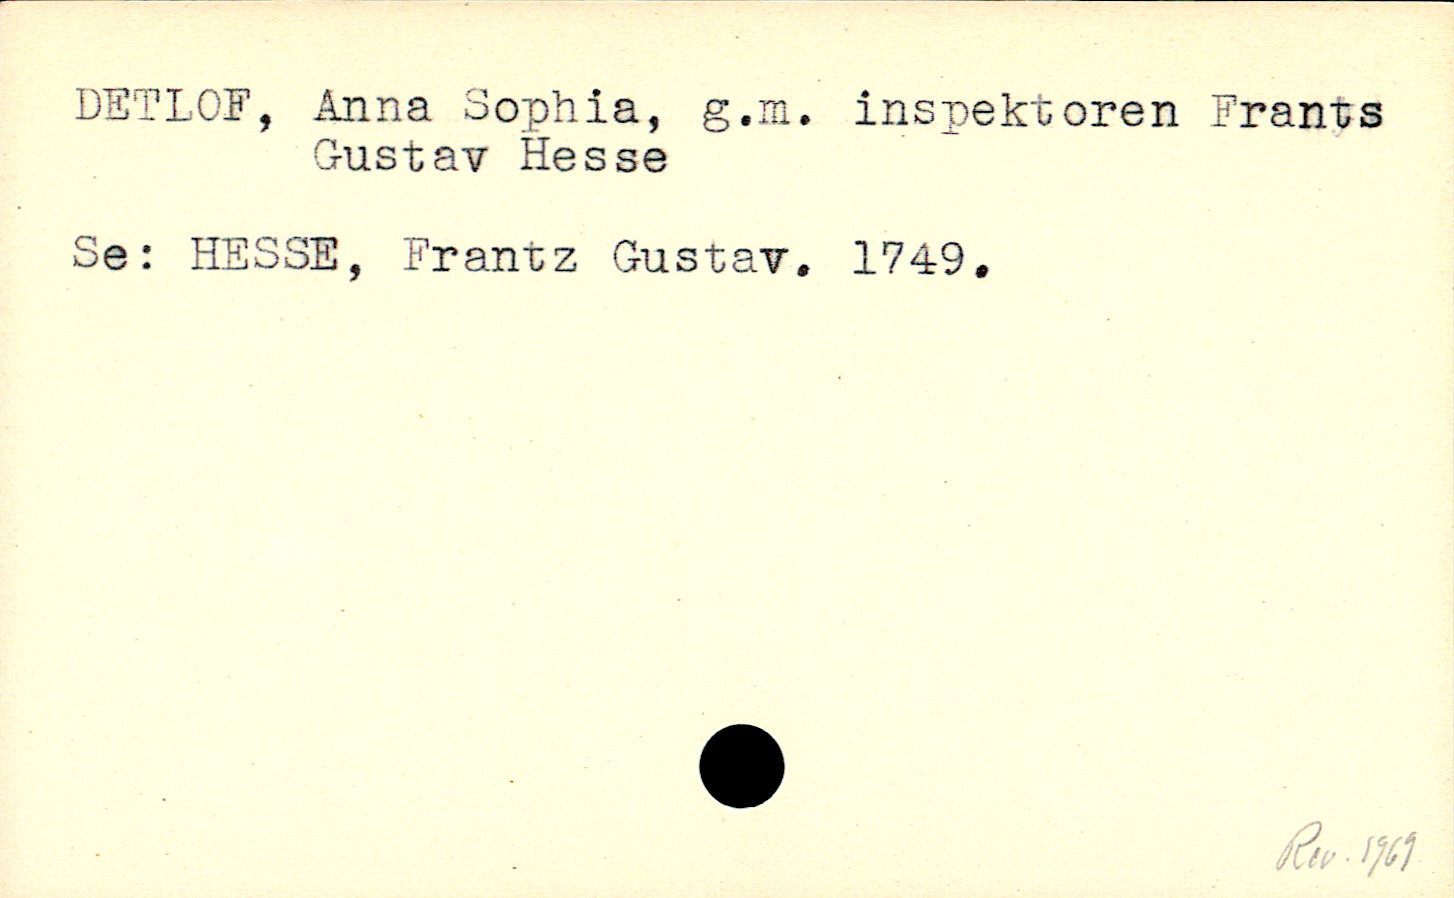 DETLOF, Anna Sophia, g.m. inspektoren Frants
Gustav Hesse
Se: HESSE, Frantz Gustav. 1749.
Rev. 1969